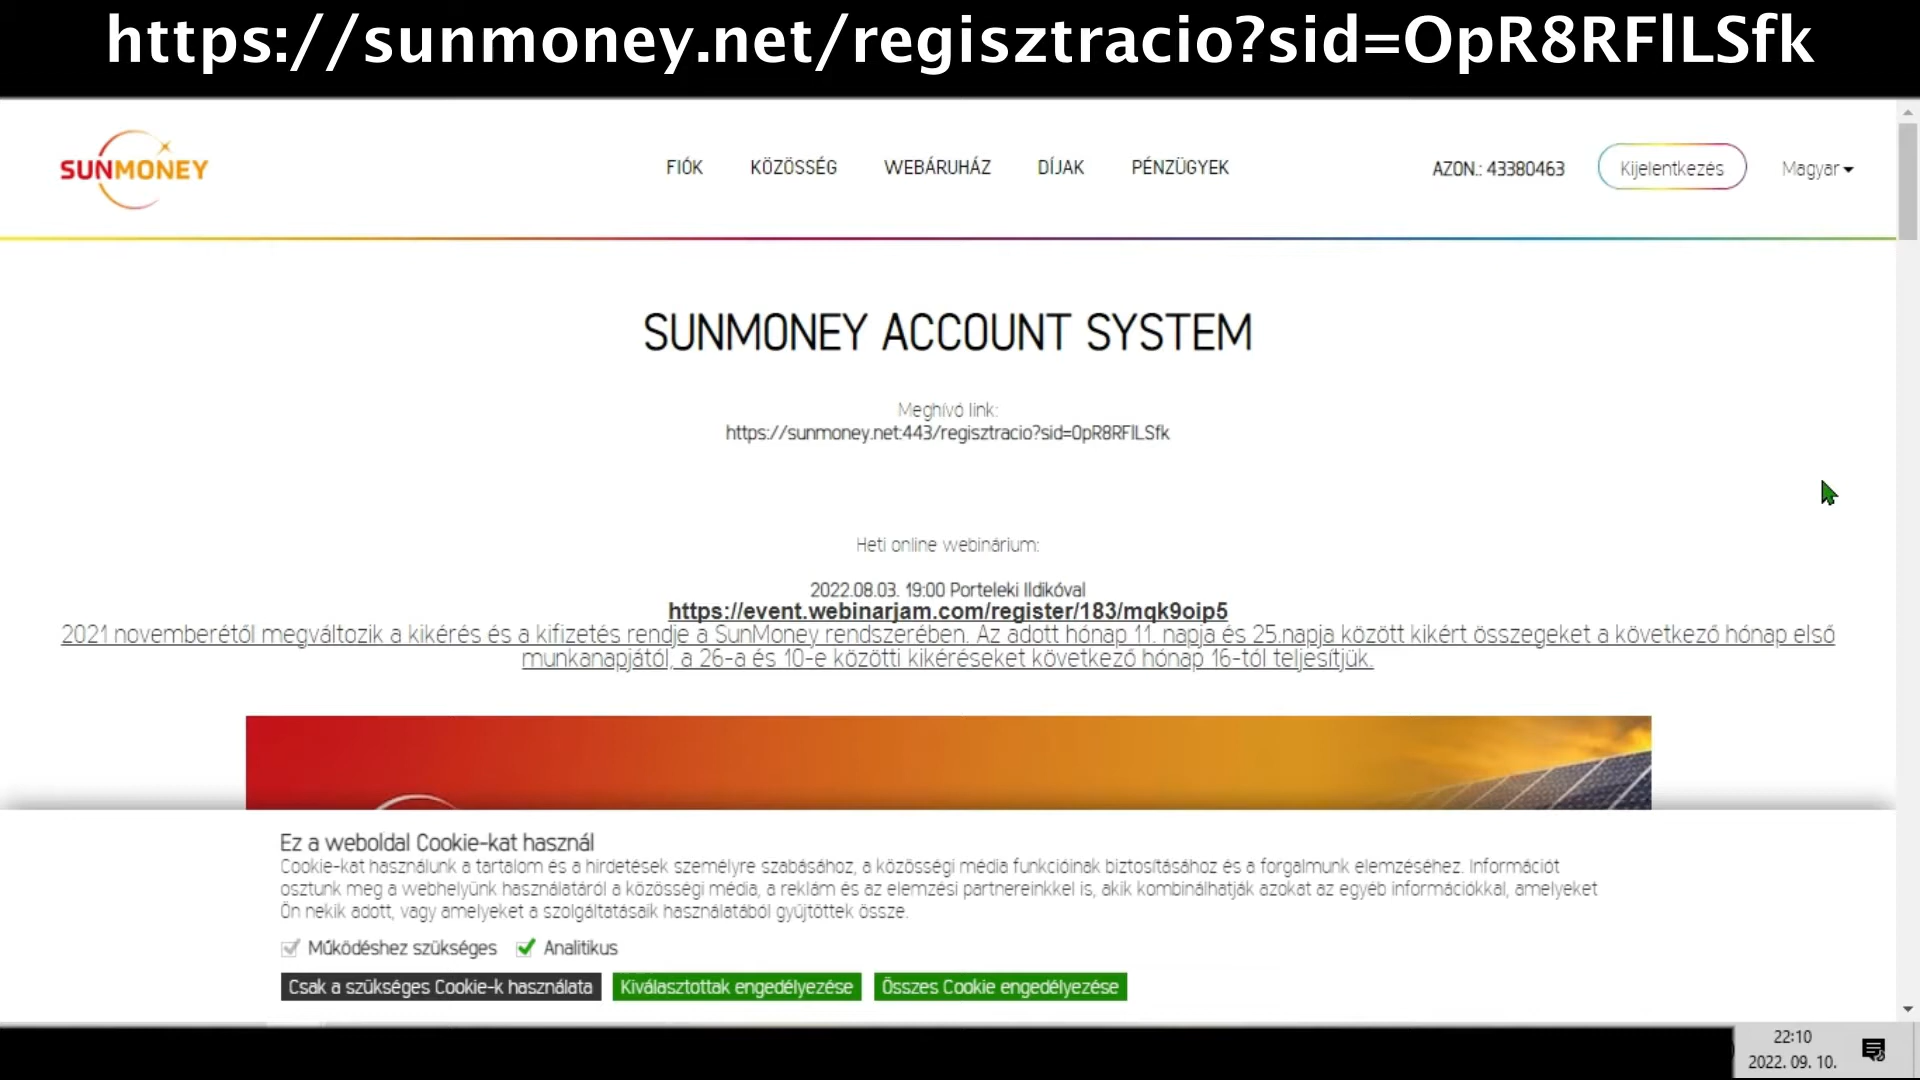 https://sunmoney.net/regisztracio?sid=OpR8RFlLSfk
SUNMONEY
FIÓK KÖZÖSSÉG WEBÁRUHÁZ DÍJAK PÉNZÜGYEK
AZON.: 43380463 Kijelentkezés Magyar
SUNMONEY ACCOUNT SYSTEM
Meghívó link:
https://sunmoney.net:443/regisztracio?sid=0pR8RFlLSfk
Heti online webinárium:
2022.08.03. 19:00 Porteleki Ildikóval
https://event.webinarjam.com/register/183/mqk9oip5
2021 novemberétől megváltozik a kikérés és a kifizetés rendje a SunMoney rendszerében. Az adott hónap 11. napja és 25.napja között kikért összegeket a következő hónap első
munkanapjától, a 26-a és 10-e közötti kikéréseket következő hónap 16-tól teljesítjük.
Ez a weboldal Cookie-kat használ
Cookie-kat használunk a tartalom és a hirdetések személyre szabásához, a közösségi média funkcióinak biztosításához és a forgalmunk elemzéséhez. Információt
osztunk meg a webhelyünk használatáról a közösségi média, a reklám és az elemzési partnereinkkel is, akik kombinálhatják azokat az egyéb információkkal, amelyeket
Ön nekik adott, vagy amelyeket a szolgáltatásaik használatából gyűjtöttek össze.
Működéshez szükséges Analitikus
Csak a szükséges Cookie-k használata Kiválasztottak engedélyezése Összes Cookie engedélyezése
22:10
2022. 09. 10.